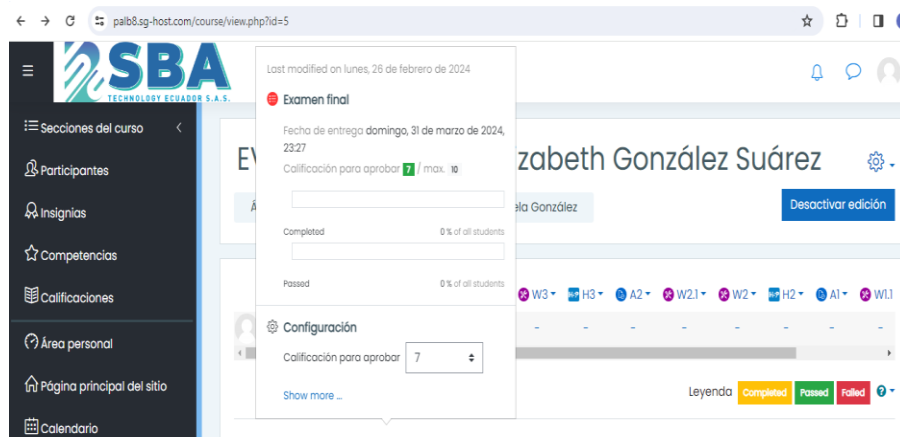 palb8.sg-host.com/course/view.php?id=5
SBA
TECHNOLOGY ECUADOR S.A.S.
Secciones del curso
Participantes
Insignias
Competencias
Calificaciones
Área personal
Página principal del sitio
Calendario
Last modified on lunes, 26 de febrero de 2024
Examen final
Fecha de entrega domingo, 31 de marzo de 2024,
23:27
Calificación para aprobar 7 / max. 10
Completed 0 % of all students
Passed 0 % of all students
Configuración
Calificación para aprobar 7
Show more ...
zabeth González Suárez
ela González
Desactivar edición
W3 H3 A2 W2.1 W2 H2 A1 W1.1
- - - - - - - -
Leyenda Completed Passed Failed ?